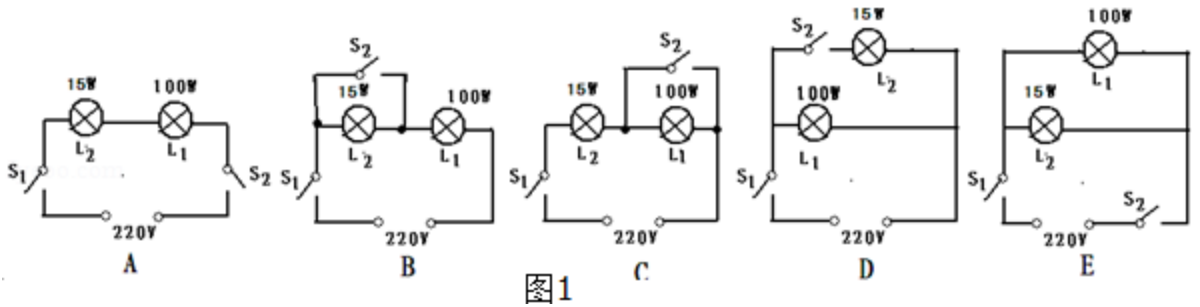 15W 100W
L2 L1
S1 S2
220V
A
S2
15W 100W
L2 L1
S1
220V
B
S2
15W 100W
L2 L1
S1
220V
C
15W
S2 L2
100W
L1
S1
220V
D
100W
L1
15W
L2
S1
S2
220V
E
图1